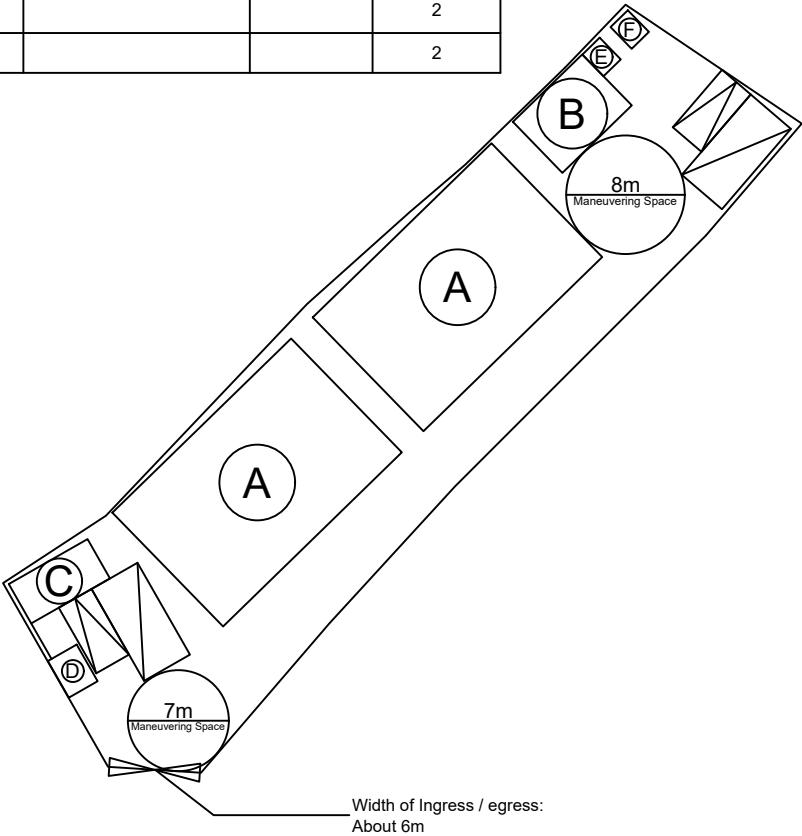 2
2
F
E
B
8m
Maneuvering Space
A
A
C
D
7m
Maneuvering Space
Width of Ingress / egress:
About 6m